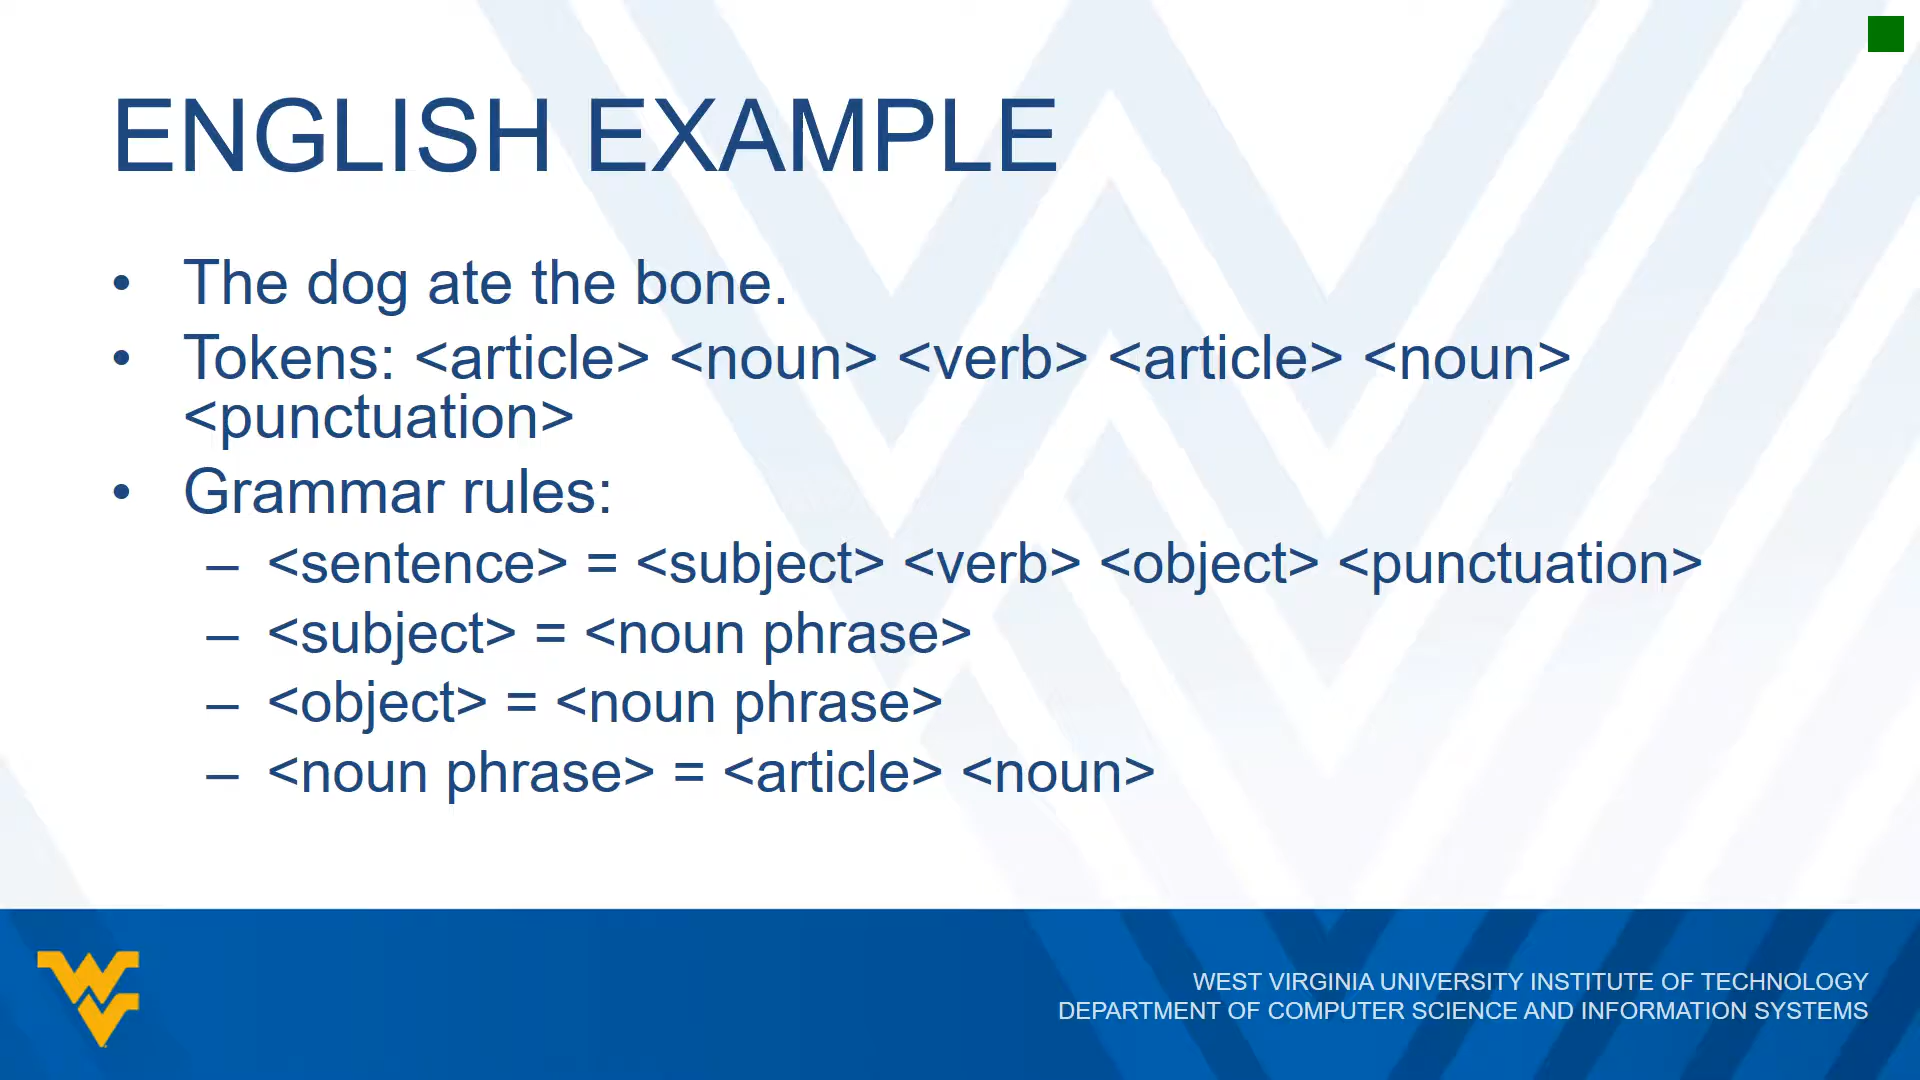 ENGLISH EXAMPLE
• The dog ate the bone.
• Tokens: <article> <noun> <verb> <article> <noun>
<punctuation>
• Grammar rules:
– <sentence> = <subject> <verb> <object> <punctuation>
– <subject> = <noun phrase>
– <object> = <noun phrase>
– <noun phrase> = <article> <noun>
WEST VIRGINIA UNIVERSITY INSTITUTE OF TECHNOLOGY
DEPARTMENT OF COMPUTER SCIENCE AND INFORMATION SYSTEMS